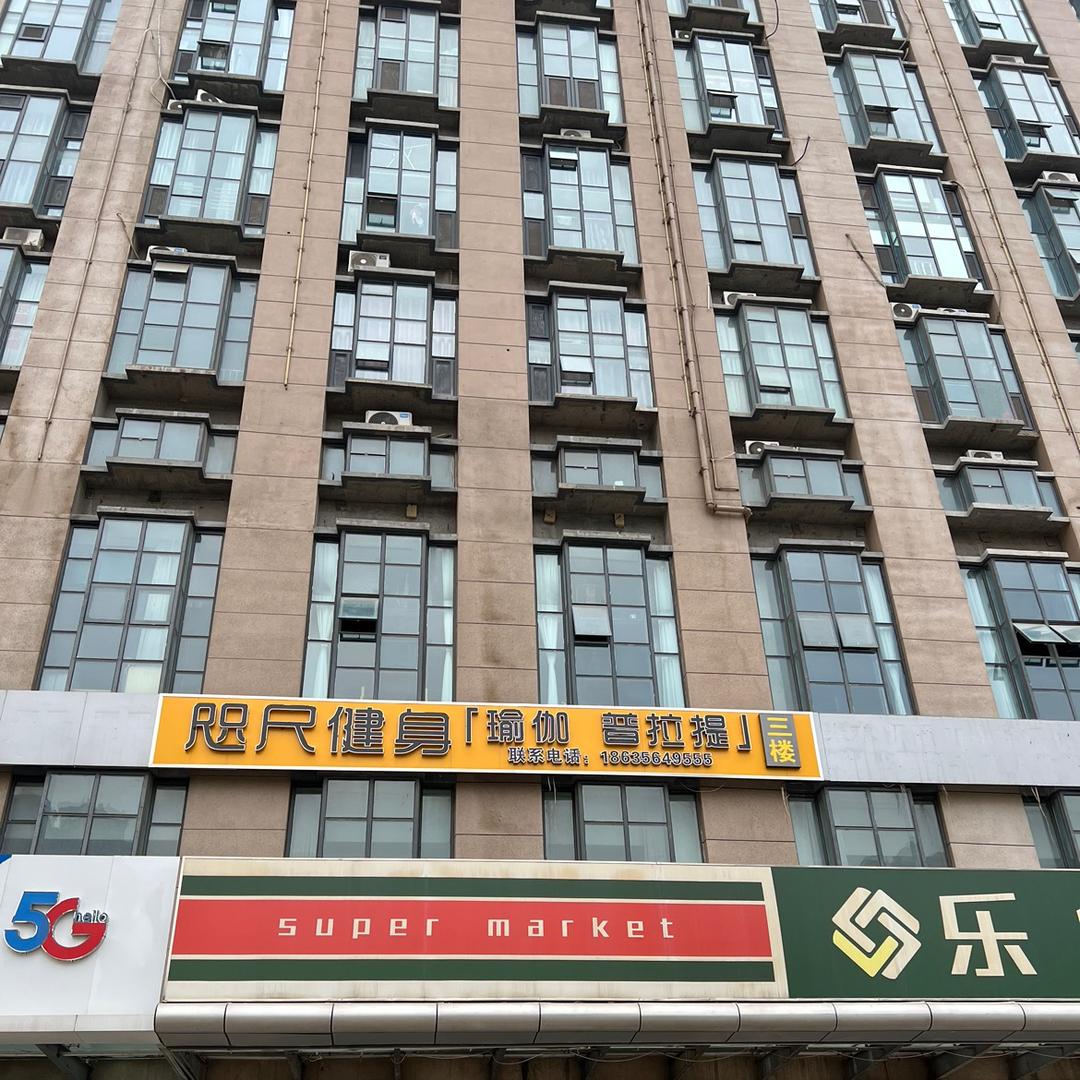 咫尺健身「瑜伽 普拉提」三楼
联系电话：18635649555
5G hello
super market
乐